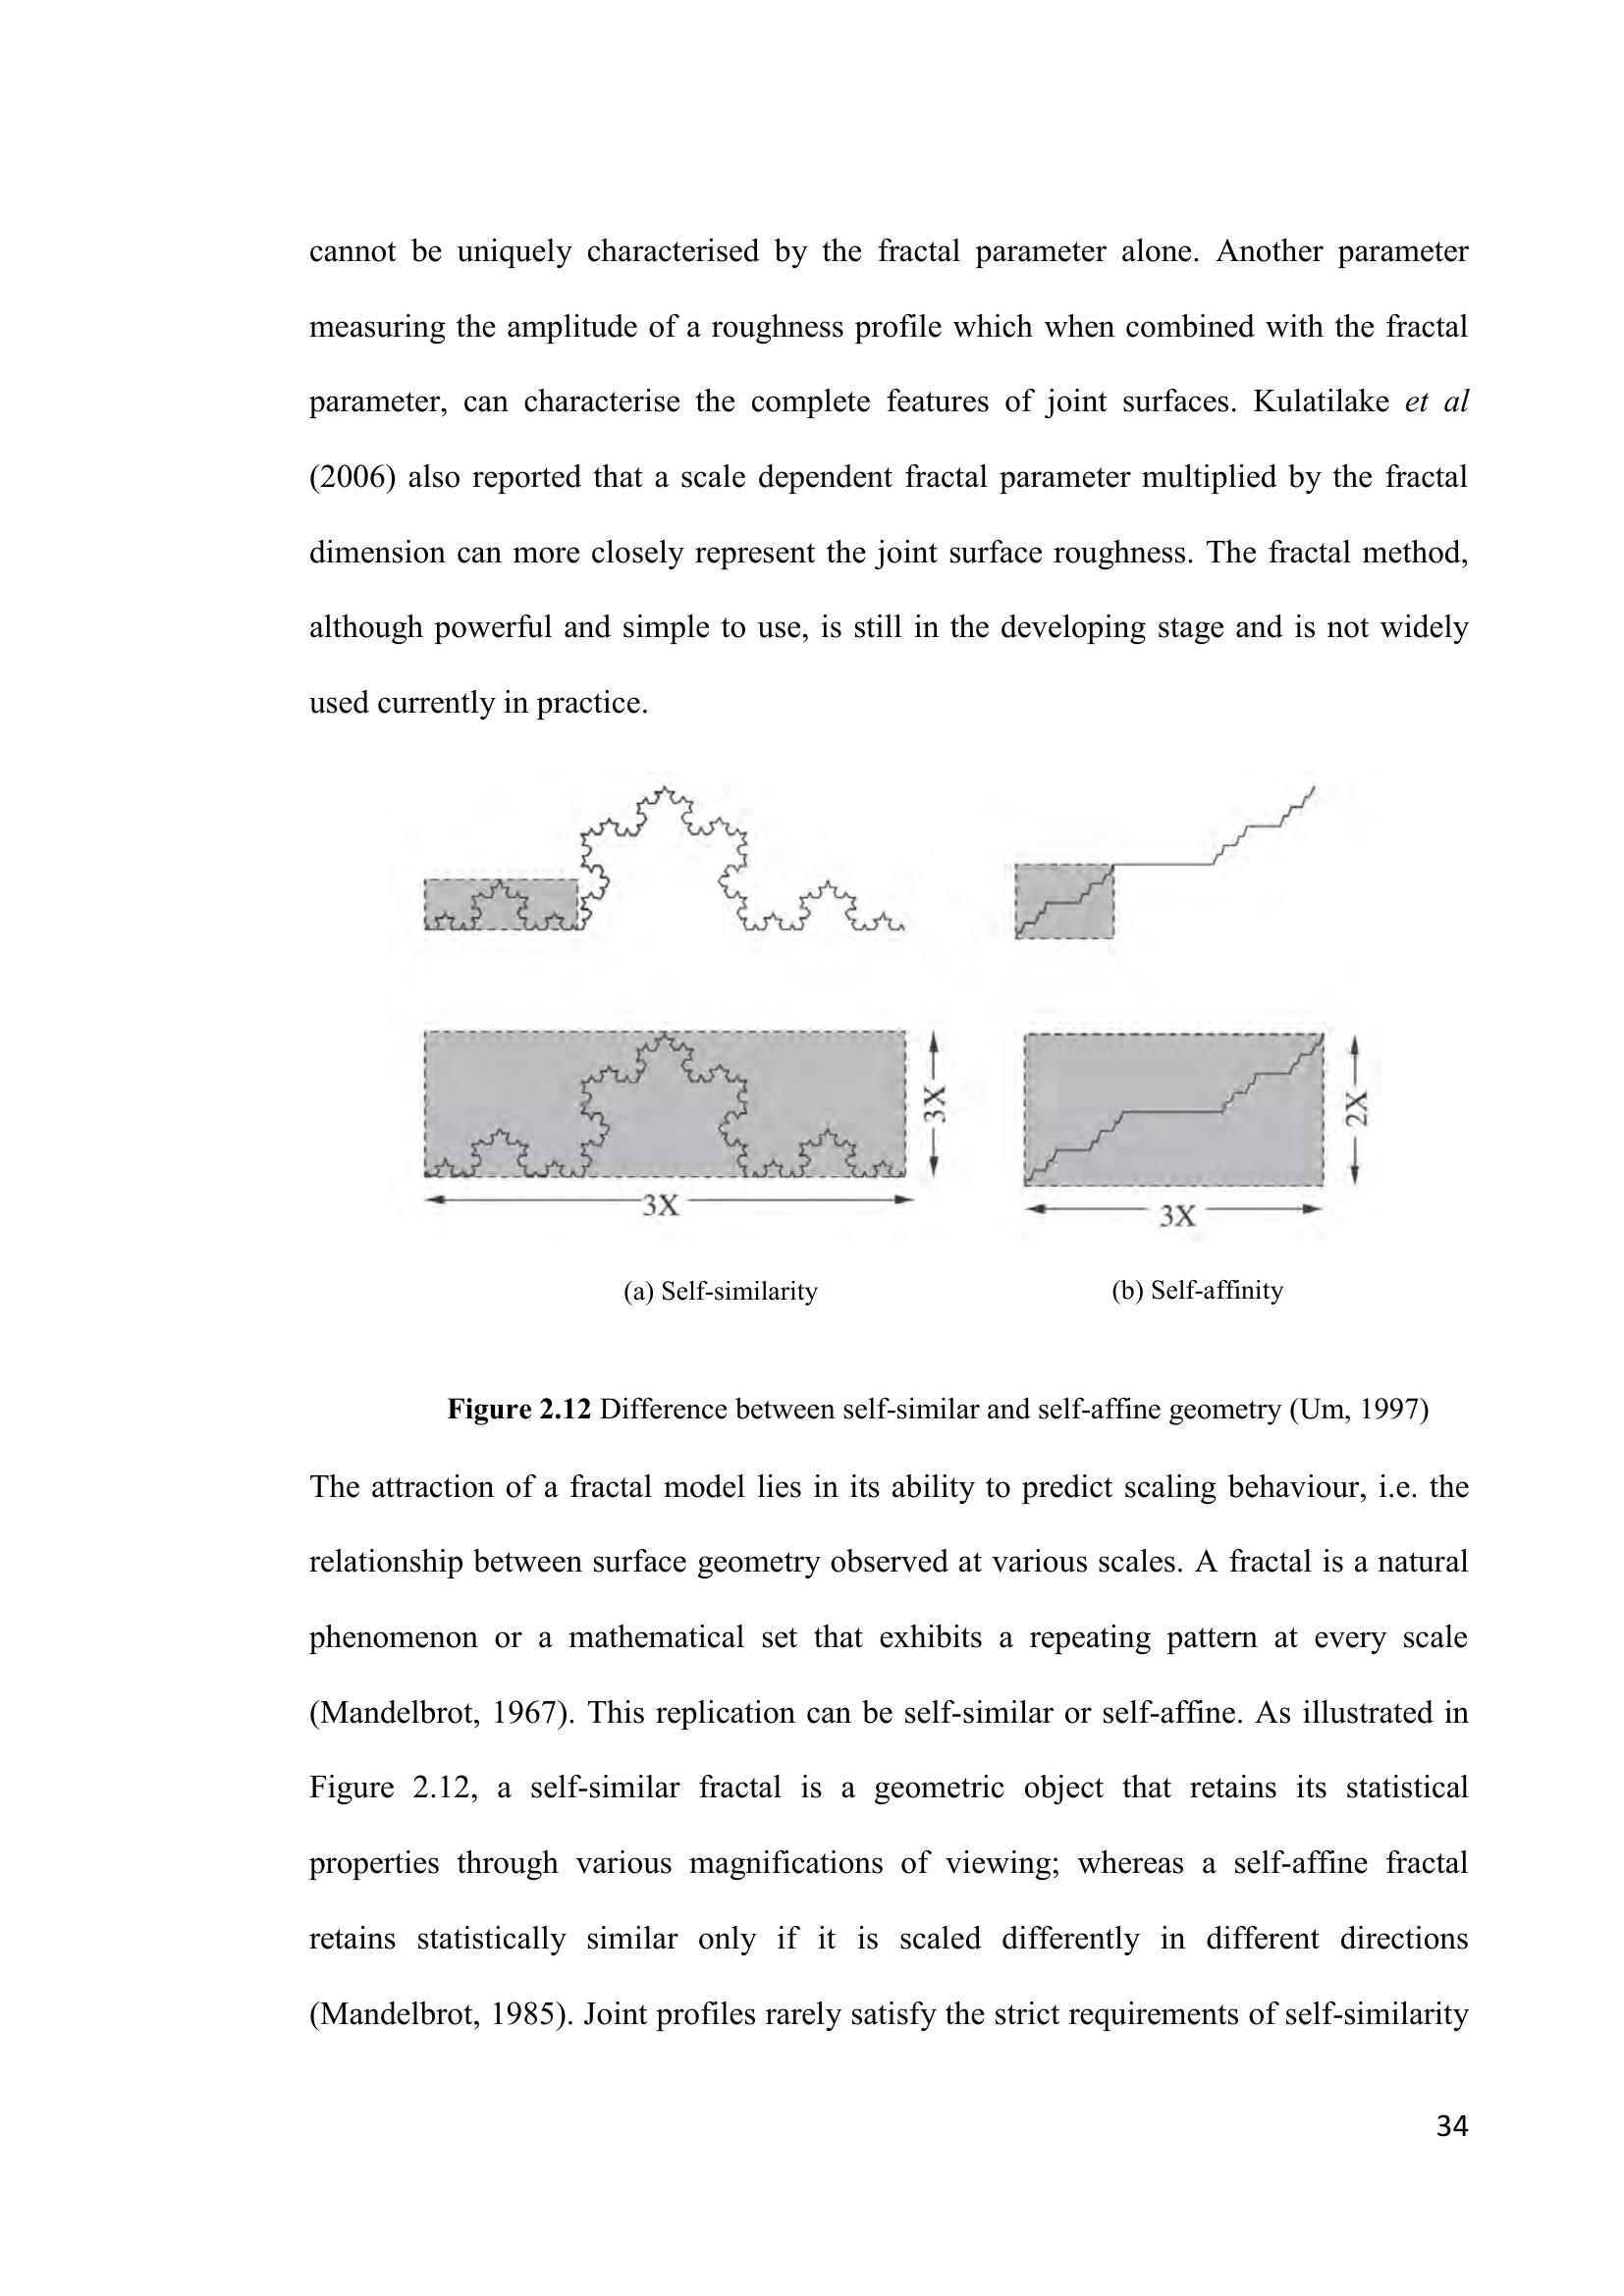 cannot be uniquely characterised by the fractal parameter alone. Another parameter
measuring the amplitude of a roughness profile which when combined with the fractal
parameter, can characterise the complete features of joint surfaces. Kulatilake et al
(2006) also reported that a scale dependent fractal parameter multiplied by the fractal
dimension can more closely represent the joint surface roughness. The fractal method,
although powerful and simple to use, is still in the developing stage and is not widely
used currently in practice.
3X
3X
2X
3X
(a) Self-similarity
(b) Self-affinity
Figure 2.12 Difference between self-similar and self-affine geometry (Um, 1997)
The attraction of a fractal model lies in its ability to predict scaling behaviour, i.e. the
relationship between surface geometry observed at various scales. A fractal is a natural
phenomenon or a mathematical set that exhibits a repeating pattern at every scale
(Mandelbrot, 1967). This replication can be self-similar or self-affine. As illustrated in
Figure 2.12, a self-similar fractal is a geometric object that retains its statistical
properties through various magnifications of viewing; whereas a self-affine fractal
retains statistically similar only if it is scaled differently in different directions
(Mandelbrot, 1985). Joint profiles rarely satisfy the strict requirements of self-similarity
34